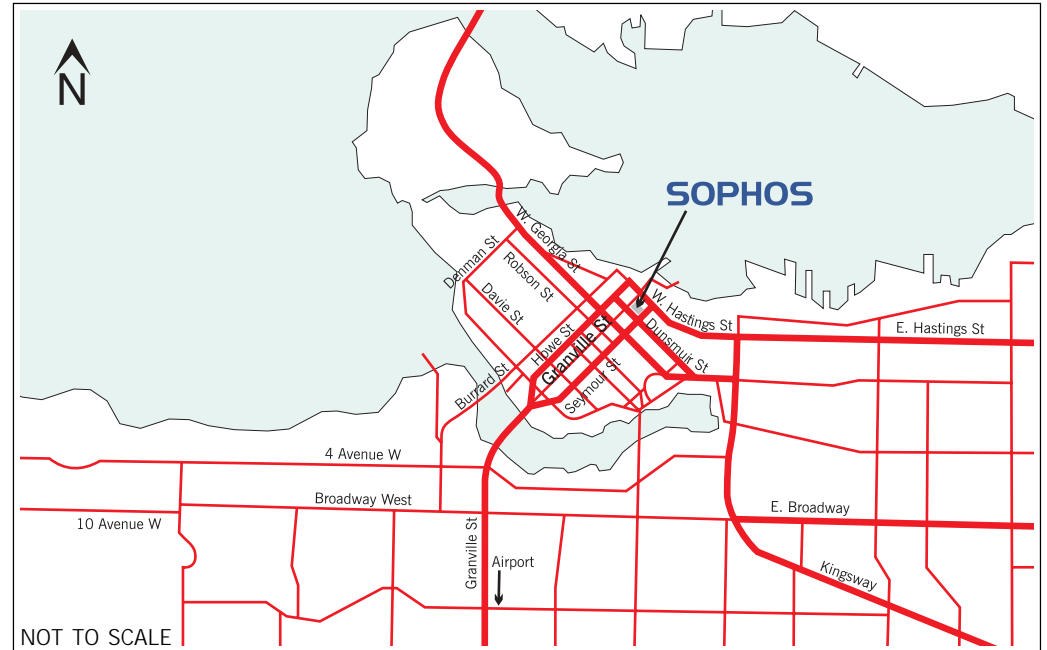 N
SOPHOS
W. Georgia St
Denman St
Robson St
Davie St
W. Hastings St
E. Hastings St
Howe St
Granville St
Dunsmuir St
Burrard St
Seymour St
4 Avenue W
Broadway West
10 Avenue W
E. Broadway
Granville St
Airport
Kingsway
NOT TO SCALE